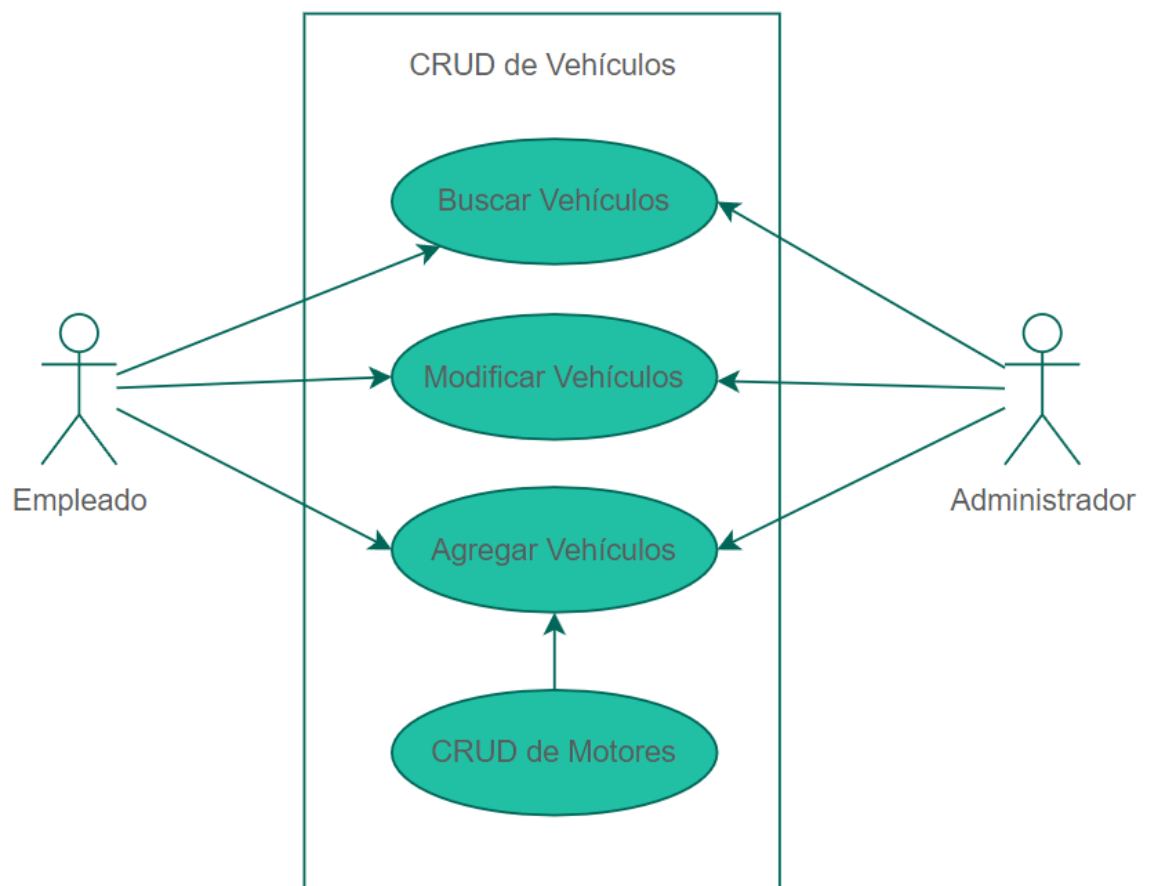 CRUD de Vehículos
Buscar Vehículos
Modificar Vehículos
Empleado
Administrador
Agregar Vehículos
CRUD de Motores